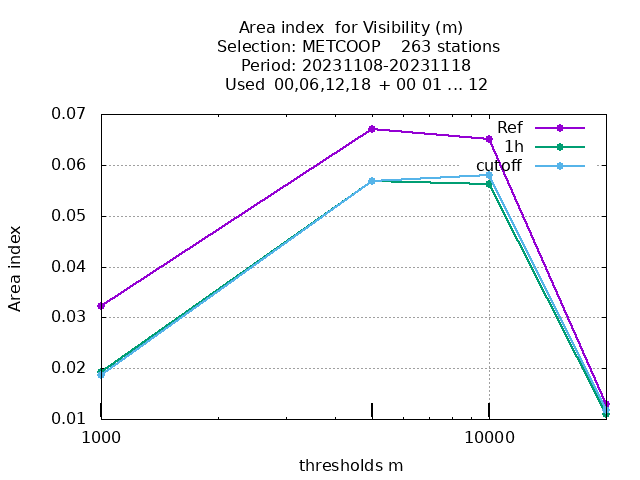 Area index  for Visibility (m)
Selection: METCOOP    263 stations
Period: 20231108-20231118
Used  00,06,12,18  + 00 01 ... 12
0.07
0.06
0.05
0.04
0.03
0.02
0.01
Area index
Ref
1h
cutoff
1000
10000
thresholds m